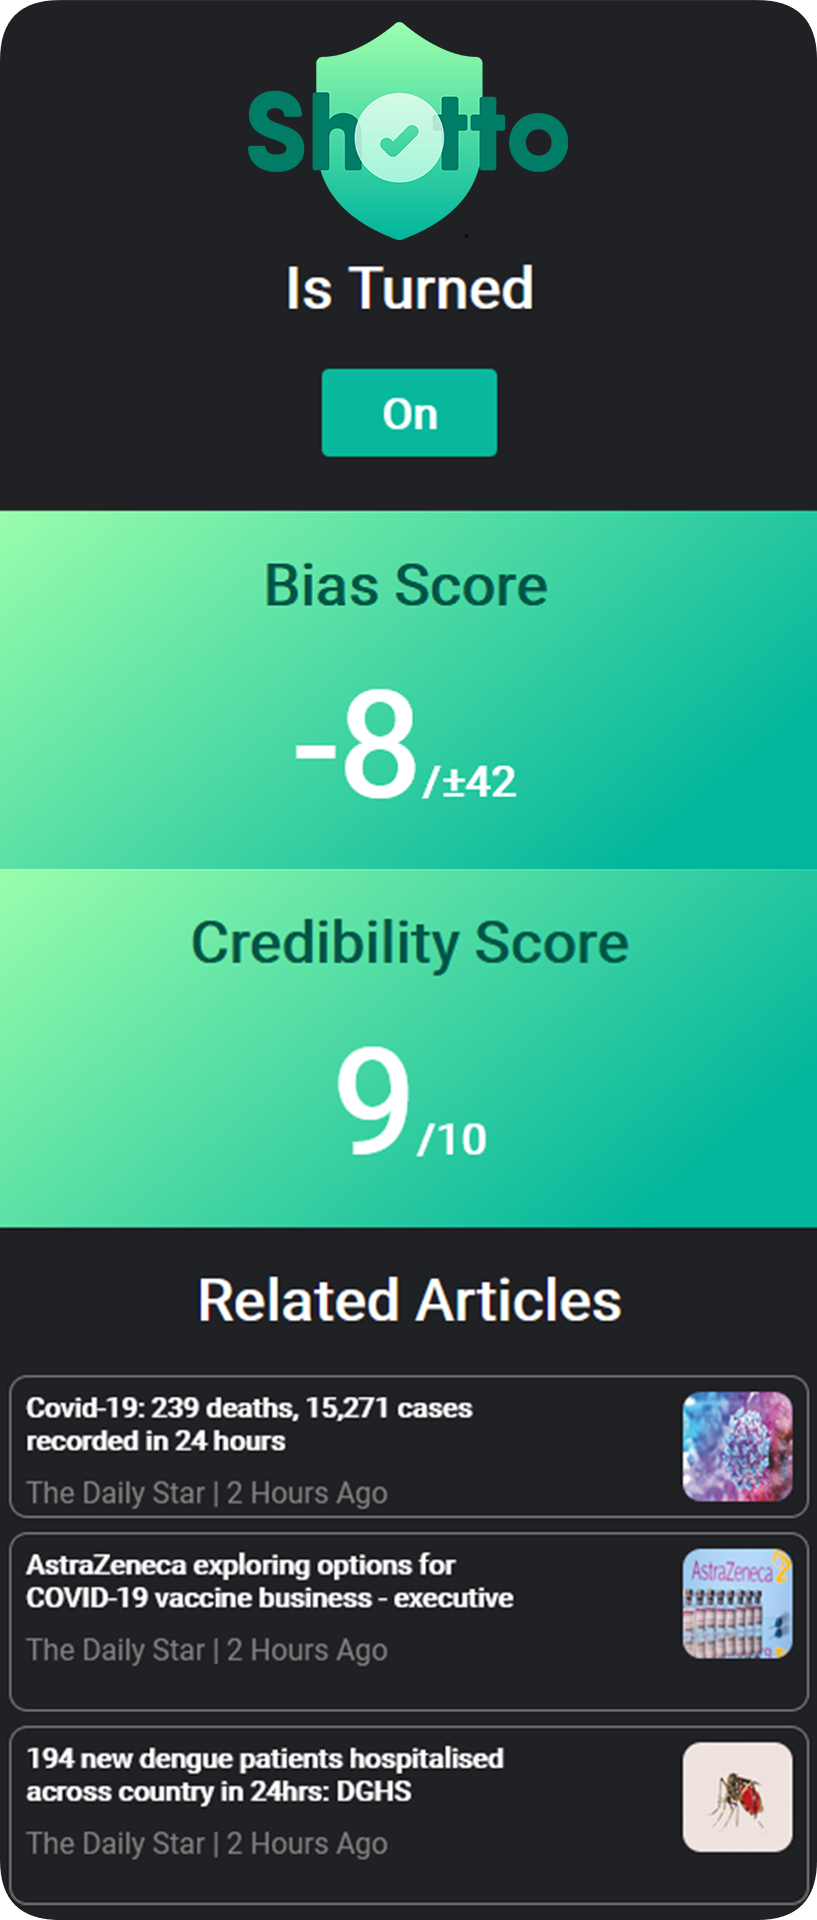 Shotto
Is Turned
On
Bias Score
-8/±42
Credibility Score
9/10
Related Articles
Covid-19: 239 deaths, 15,271 cases
recorded in 24 hours
The Daily Star | 2 Hours Ago
AstraZeneca exploring options for
COVID-19 vaccine business - executive
The Daily Star | 2 Hours Ago
AstraZeneca
194 new dengue patients hospitalised
across country in 24hrs: DGHS
The Daily Star | 2 Hours Ago